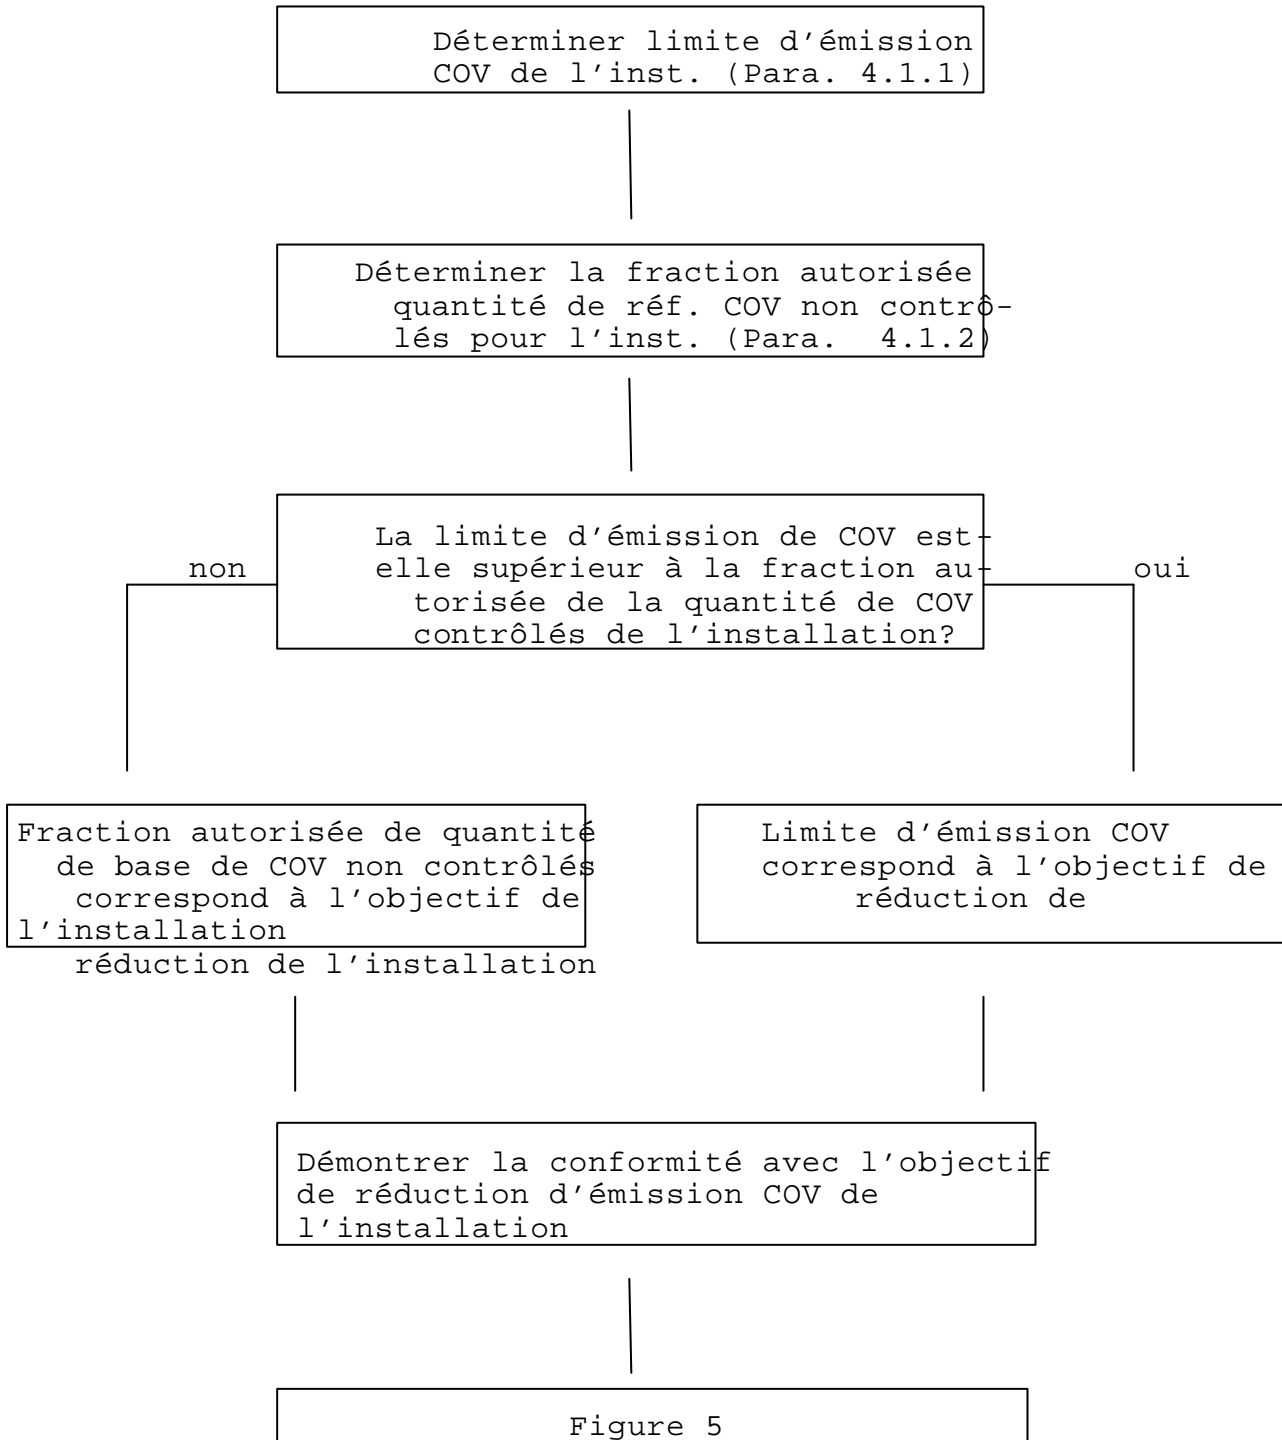 Déterminer limite d'émission
COV de l'inst. (Para. 4.1.1)
Déterminer la fraction autorisée
quantité de réf. COV non contrô-
lés pour l'inst. (Para. 4.1.2)
La limite d'émission de COV est-
elle supérieur à la fraction au-
torisée de la quantité de COV
contrôlés de l'installation?
non
oui
Fraction autorisée de quantité
de base de COV non contrôlés
correspond à l'objectif de
l'installation
réduction de l'installation
Limite d'émission COV
correspond à l'objectif de
réduction de
Démontrer la conformité avec l'objectif
de réduction d'émission COV de
l'installation
Figure 5